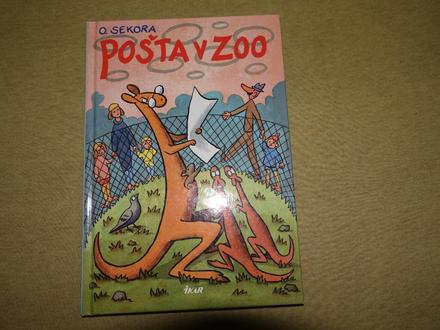 O. SEKORA
POŠTA V ZOO
IKAR